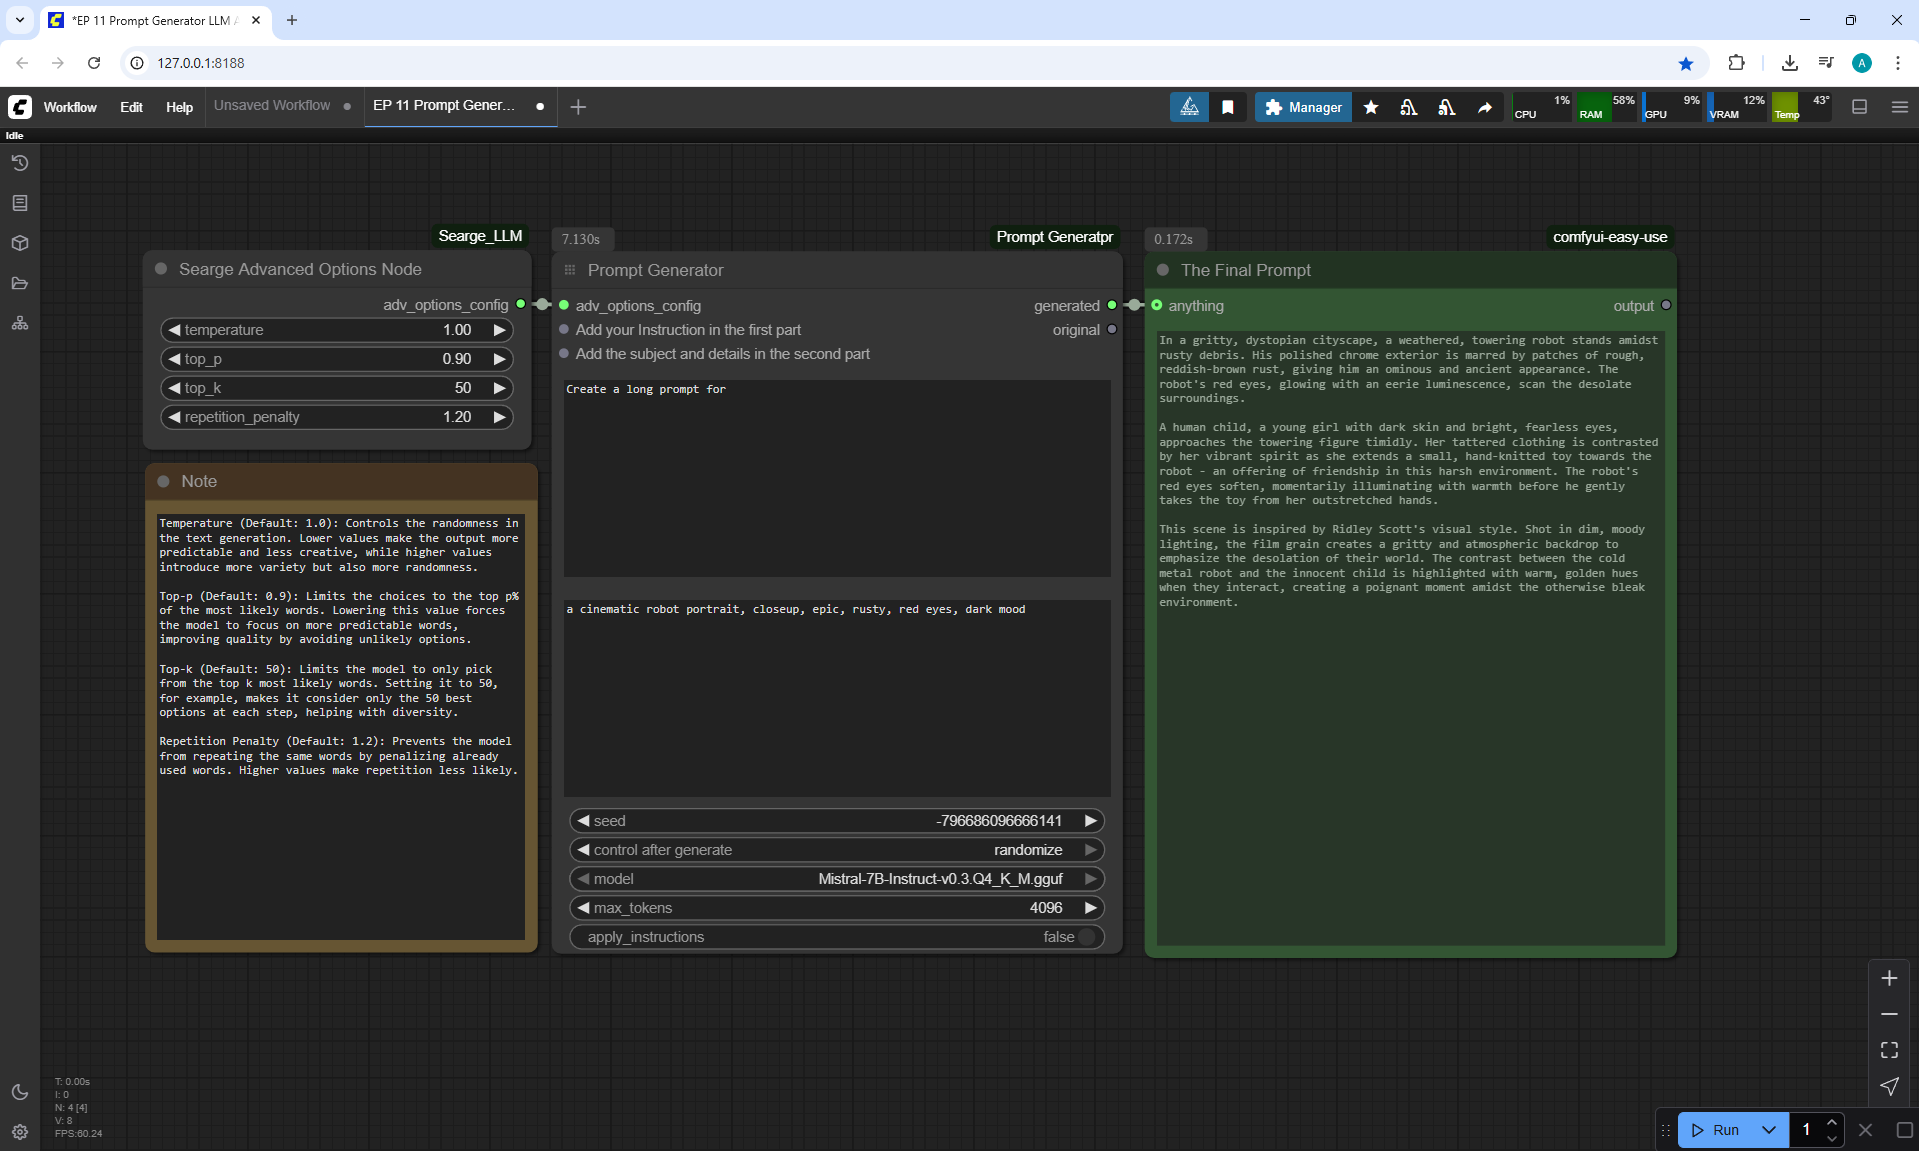 *EP 11 Prompt Generator LLM
127.0.0.1:8188
Workflow
Edit
Help
Unsaved Workflow
EP 11 Prompt Gener...
Manager
CPU 1%
RAM 58%
GPU 9%
VRAM 12%
Temp 43°
Idle
Searge_LLM
Searge Advanced Options Node
adv_options_config
temperature 1.00
top_p 0.90
top_k 50
repetition_penalty 1.20
Note
Temperature (Default: 1.0): Controls the randomness in
the text generation. Lower values make the output more
predictable and less creative, while higher values
introduce more variety but also more randomness.
Top-p (Default: 0.9): Limits the choices to the top p%
of the most likely words. Lowering this value forces
the model to focus on more predictable words,
improving quality by avoiding unlikely options.
Top-k (Default: 50): Limits the model to only pick
from the top k most likely words. Setting it to 50,
for example, makes it consider only the 50 best
options at each step, helping with diversity.
Repetition Penalty (Default: 1.2): Prevents the model
from repeating the same words by penalizing already
used words. Higher values make repetition less likely.
7.130s
Prompt Generatpr
Prompt Generator
adv_options_config
generated
Add your Instruction in the first part
original
Add the subject and details in the second part
Create a long prompt for
a cinematic robot portrait, closeup, epic, rusty, red eyes, dark mood
seed -796686096666141
control after generate randomize
model Mistral-7B-Instruct-v0.3.Q4_K_M.gguf
max_tokens 4096
apply_instructions false
0.172s
comfyui-easy-use
The Final Prompt
anything
output
In a gritty, dystopian cityscape, a weathered, towering robot stands amidst
rusty debris. His polished chrome exterior is marred by patches of rough,
reddish-brown rust, giving him an ominous and ancient appearance. The
robot's red eyes, glowing with an eerie luminescence, scan the desolate
surroundings.
A human child, a young girl with dark skin and bright, fearless eyes,
approaches the towering figure timidly. Her tattered clothing is contrasted
by her vibrant spirit as she extends a small, hand-knitted toy towards the
robot - an offering of friendship in this harsh environment. The robot's
red eyes soften, momentarily illuminating with warmth before he gently
takes the toy from her outstretched hands.
This scene is inspired by Ridley Scott's visual style. Shot in dim, moody
lighting, the film grain creates a gritty and atmospheric backdrop to
emphasize the desolation of their world. The contrast between the cold
metal robot and the innocent child is highlighted with warm, golden hues
when they interact, creating a poignant moment amidst the otherwise bleak
environment.
T: 0.00s
I: 0
N: 4 [4]
V: 8
FPS:60.24
Run
1
A